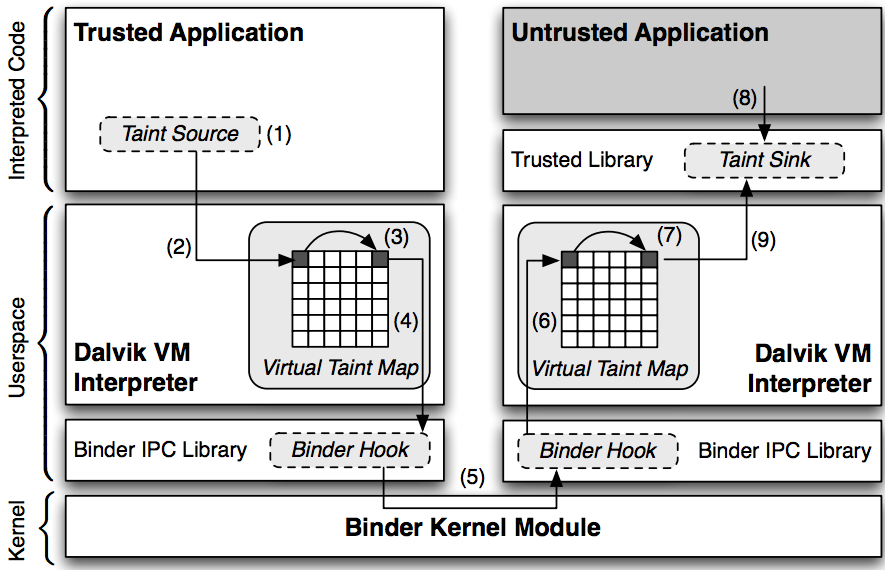 Interpreted Code
Trusted Application
Taint Source
(1)
Untrusted Application
(8)
Trusted Library
Taint Sink
Userspace
(2)
(3)
(4)
Virtual Taint Map
Dalvik VM
Interpreter
(7)
(9)
(6)
Virtual Taint Map
Dalvik VM
Interpreter
Binder IPC Library
Binder Hook
(5)
Binder Hook
Binder IPC Library
Kernel
Binder Kernel Module